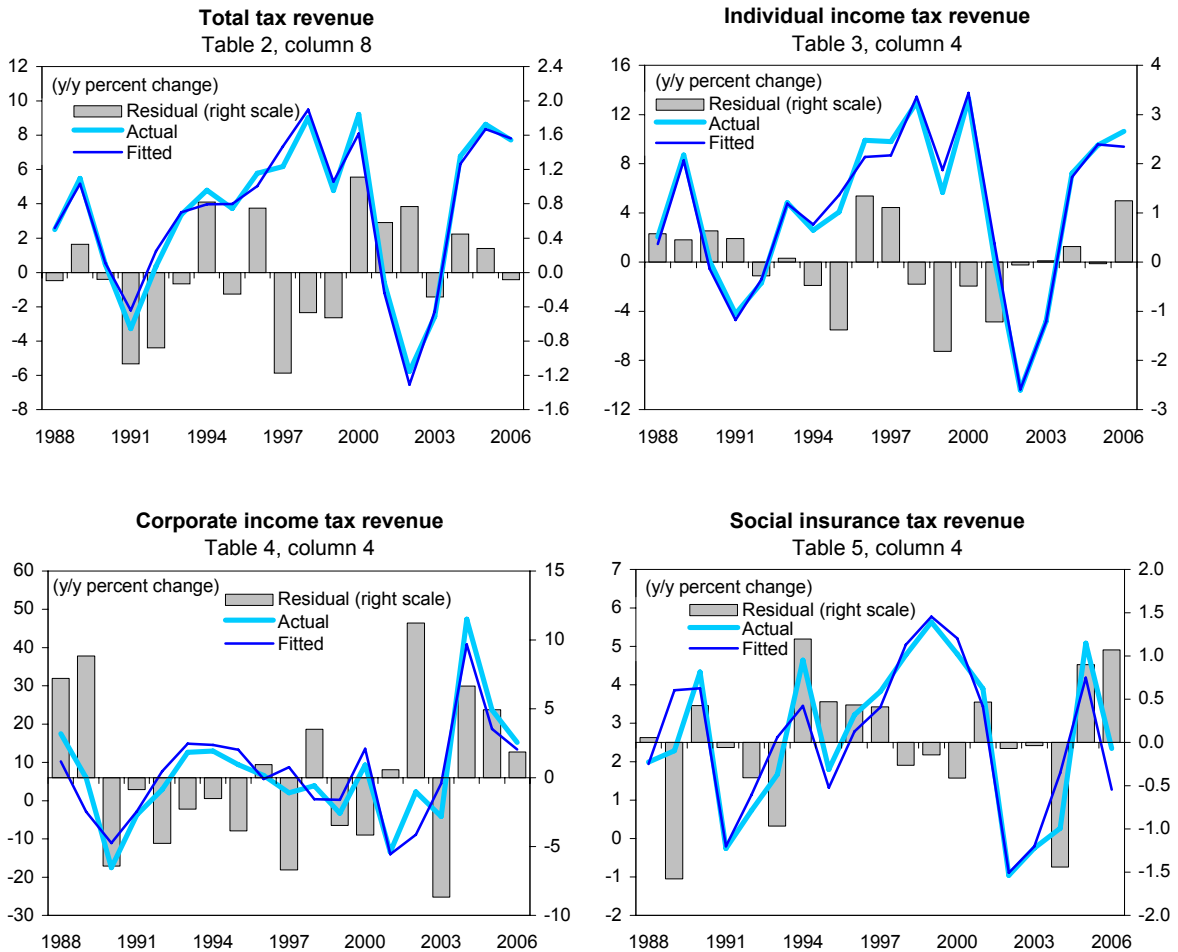 Total tax revenue
Table 2, column 8
12
10
8
6
4
2
0
-2
-4
-6
-8
(y/y percent change)
Residual (right scale)
Actual
Fitted
2.4
2.0
1.6
1.2
0.8
0.4
0.0
-0.4
-0.8
-1.2
-1.6
1988 1991 1994 1997 2000 2003 2006
Individual income tax revenue
Table 3, column 4
16
12
8
4
0
-4
-8
-12
(y/y percent change)
Residual (right scale)
Actual
Fitted
4
3
2
1
0
-1
-2
-3
1988 1991 1994 1997 2000 2003 2006
Corporate income tax revenue
Table 4, column 4
60
50
40
30
20
10
0
-10
-20
-30
(y/y percent change)
Residual (right scale)
Actual
Fitted
15
10
5
0
-5
-10
1988 1991 1994 1997 2000 2003 2006
Social insurance tax revenue
Table 5, column 4
7
6
5
4
3
2
1
0
-1
-2
(y/y percent change)
Residual (right scale)
Actual
Fitted
2.0
1.5
1.0
0.5
0.0
-0.5
-1.0
-1.5
-2.0
1988 1991 1994 1997 2000 2003 2006